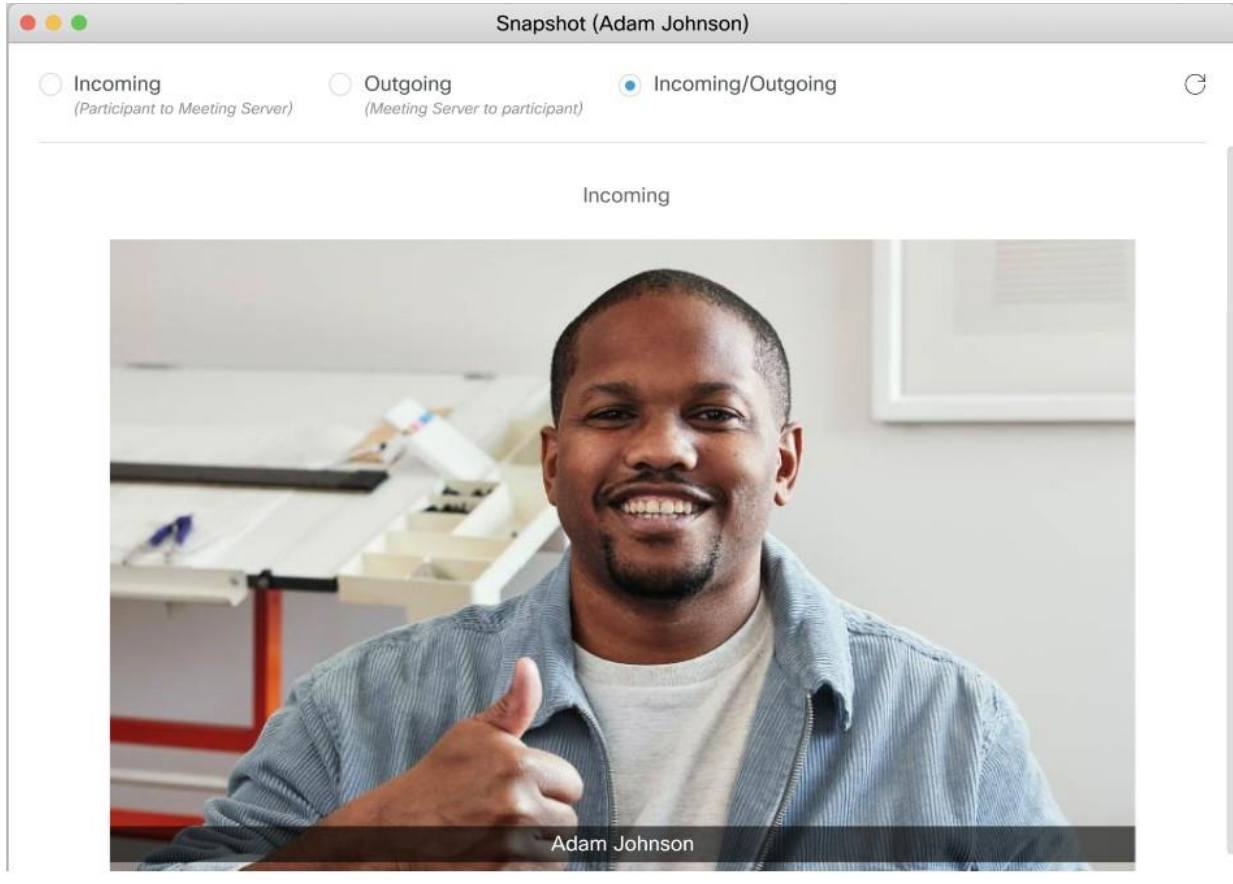 Snapshot (Adam Johnson)
Incoming
(Participant to Meeting Server)
Outgoing
(Meeting Server to participant)
Incoming/Outgoing
Incoming
Adam Johnson